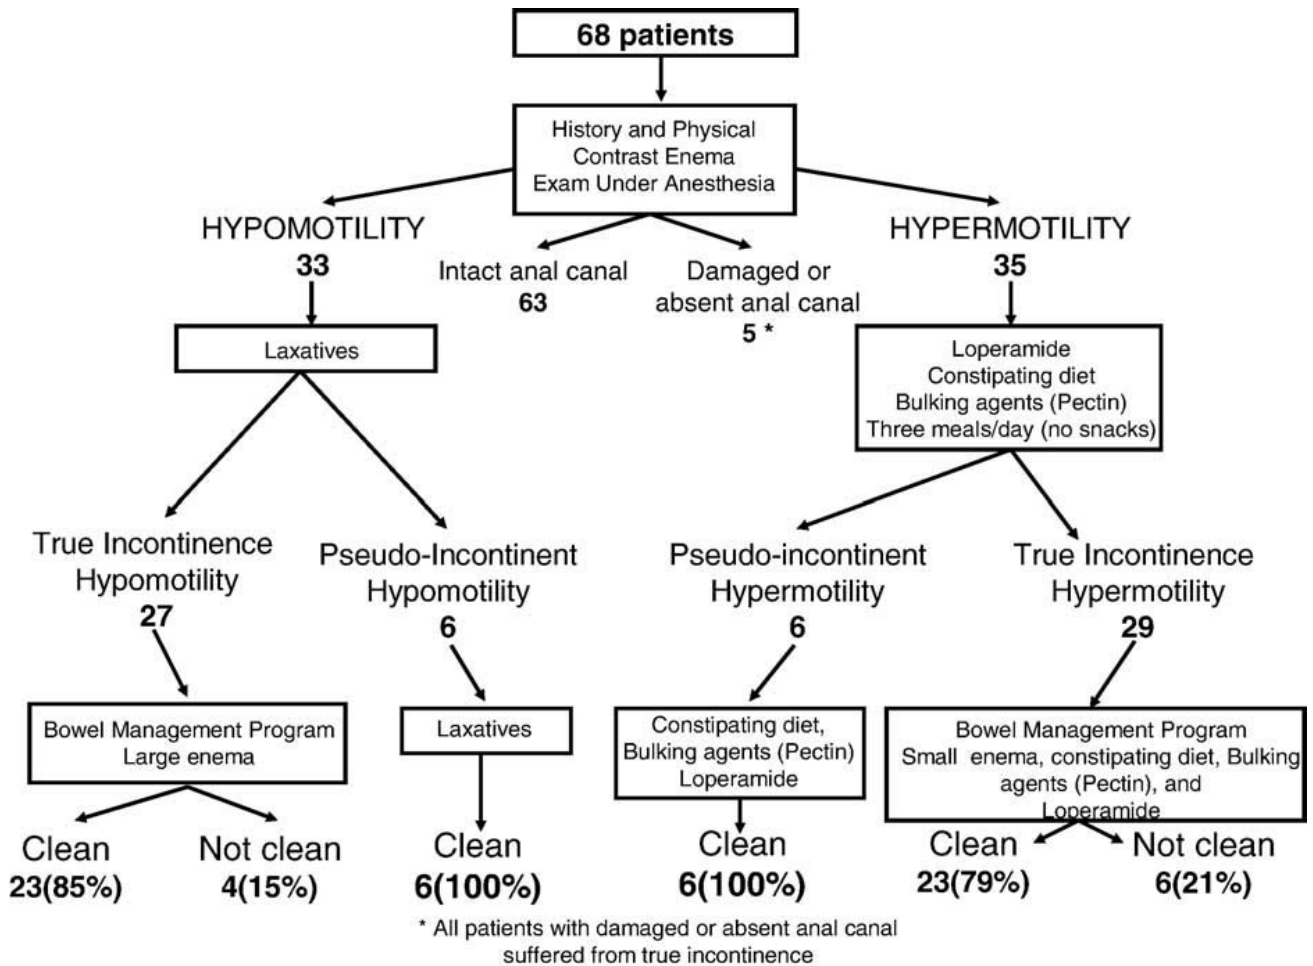 68 patients
History and Physical
Contrast Enema
Exam Under Anesthesia
HYPOMOTILITY
33
Intact anal canal
63
Damaged or
absent anal canal
5 *
HYPERMOTILITY
35
Laxatives
Loperamide
Constipating diet
Bulking agents (Pectin)
Three meals/day (no snacks)
True Incontinence
Hypomotility
27
Pseudo-Incontinent
Hypomotility
6
Pseudo-incontinent
Hypermotility
6
True Incontinence
Hypermotility
29
Bowel Management Program
Large enema
Laxatives
Constipating diet,
Bulking agents (Pectin)
Loperamide
Bowel Management Program
Small enema, constipating diet, Bulking
agents (Pectin), and
Loperamide
Clean
23(85%)
Not clean
4(15%)
Clean
6(100%)
Clean
6(100%)
Clean
23(79%)
Not clean
6(21%)
* All patients with damaged or absent anal canal
suffered from true incontinence